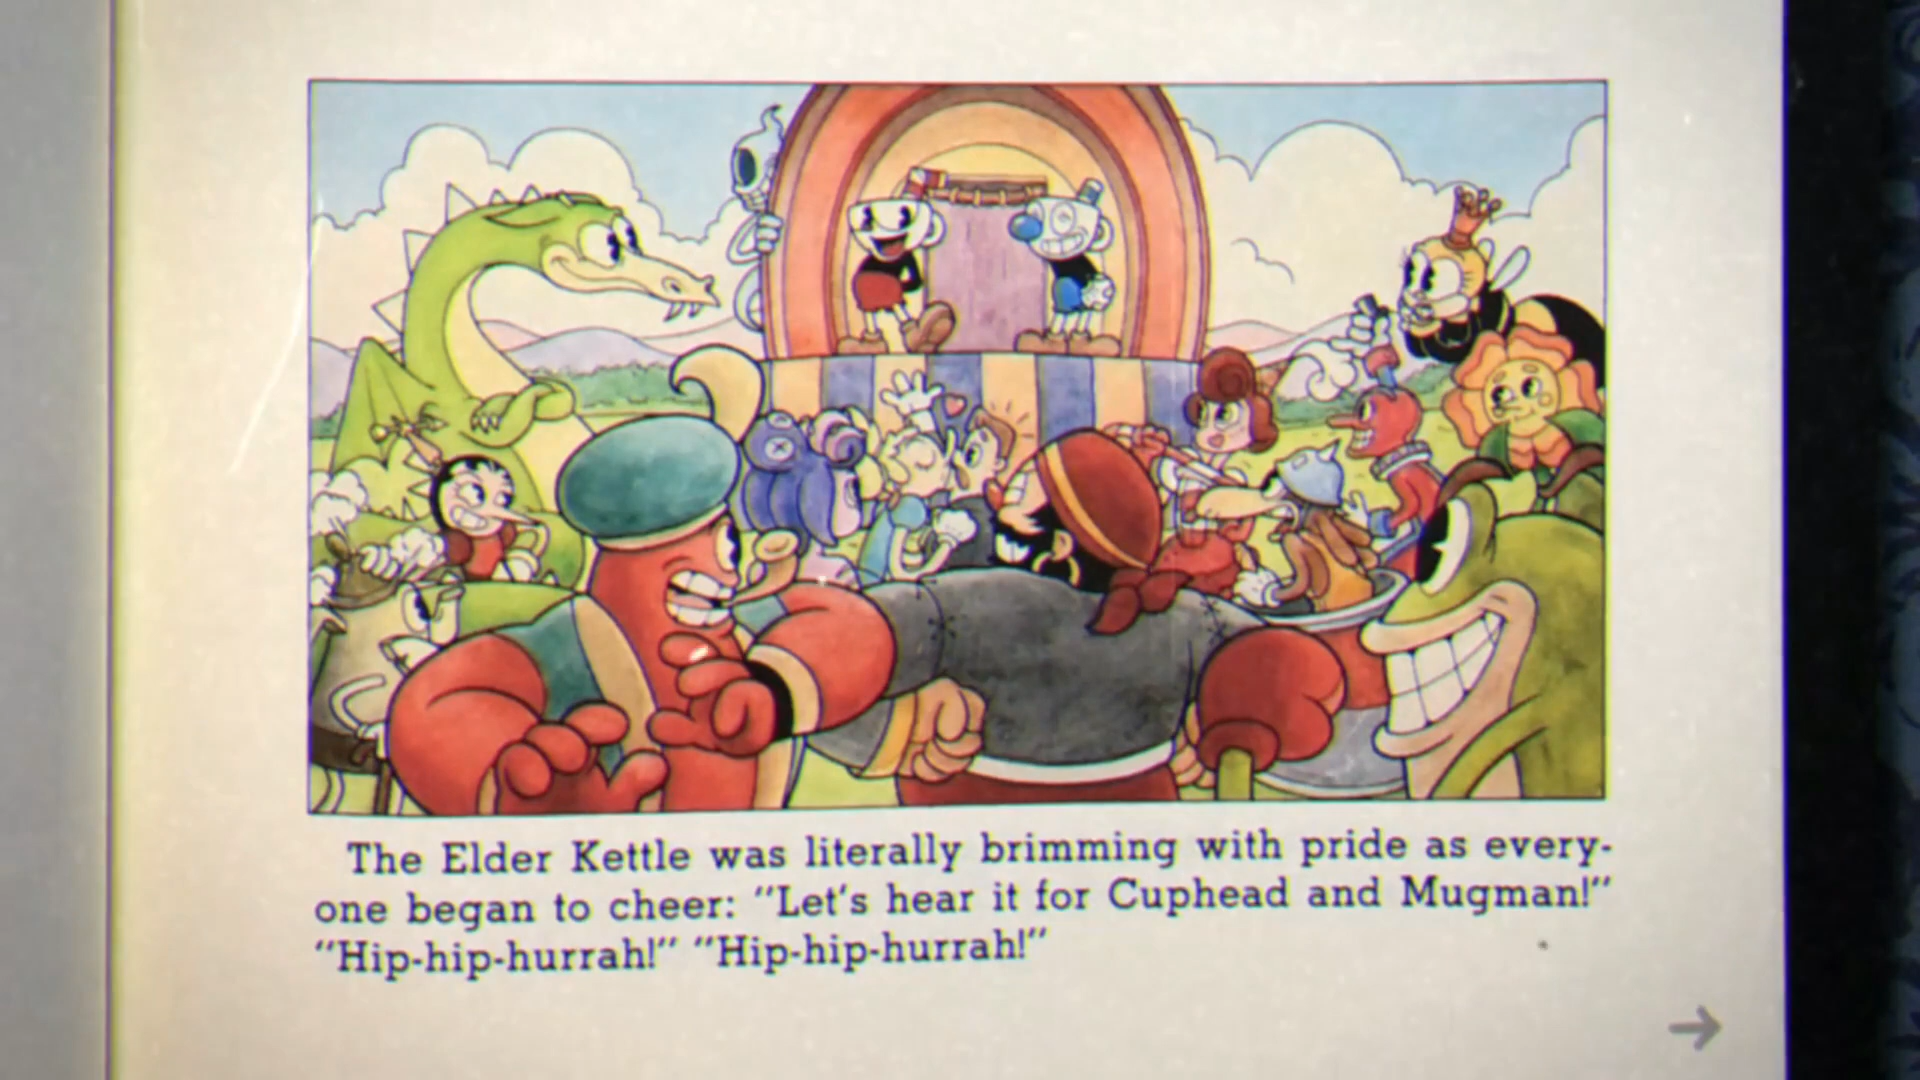 The Elder Kettle was literally brimming with pride as every-
one began to cheer: “Let's hear it for Cuphead and Mugman!”
“Hip-hip-hurrah!” “Hip-hip-hurrah!”